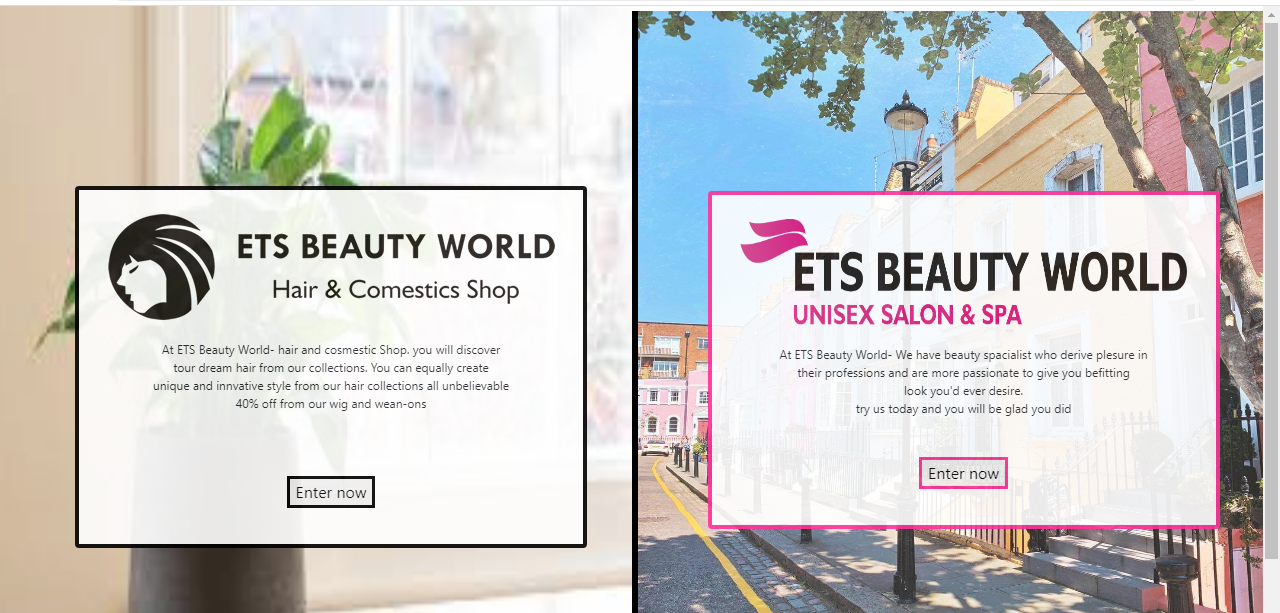 ETS BEAUTY WORLD
Hair & Comestics Shop
At ETS Beauty World- hair and cosmestic Shop. you will discover
tour dream hair from our collections. You can equally create
unique and innvative style from our hair collections all unbelievable
40% off from our wig and wean-ons
Enter now
ETS BEAUTY WORLD
UNISEX SALON & SPA
At ETS Beauty World- We have beauty spacialist who derive plesure in
their professions and are more passionate to give you befitting
look you'd ever desire.
try us today and you will be glad you did
Enter now